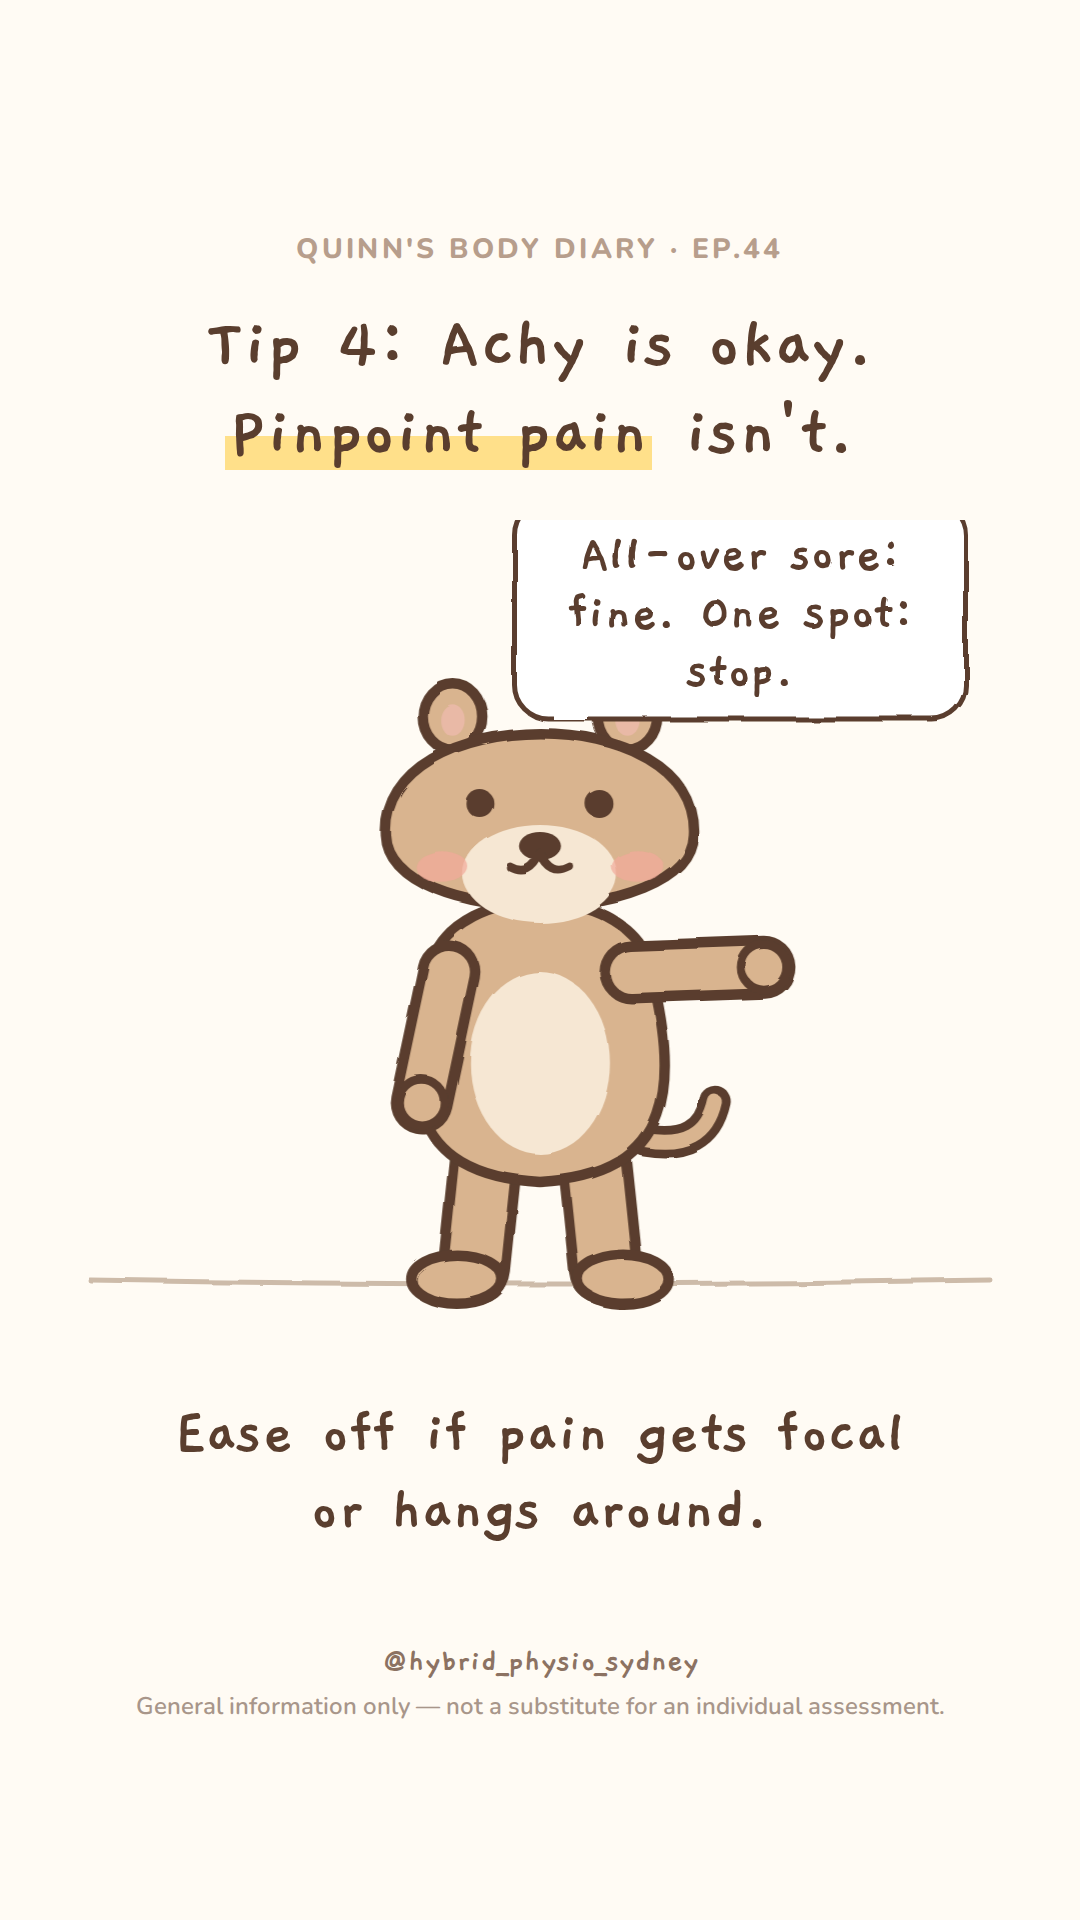 QUINN'S BODY DIARY · EP.44
Tip 4: Achy is okay.
Pinpoint pain isn't.
All-over sore:
fine. One spot:
stop.
Ease off if pain gets focal
or hangs around.
@hybrid_physio_sydney
General information only — not a substitute for an individual assessment.